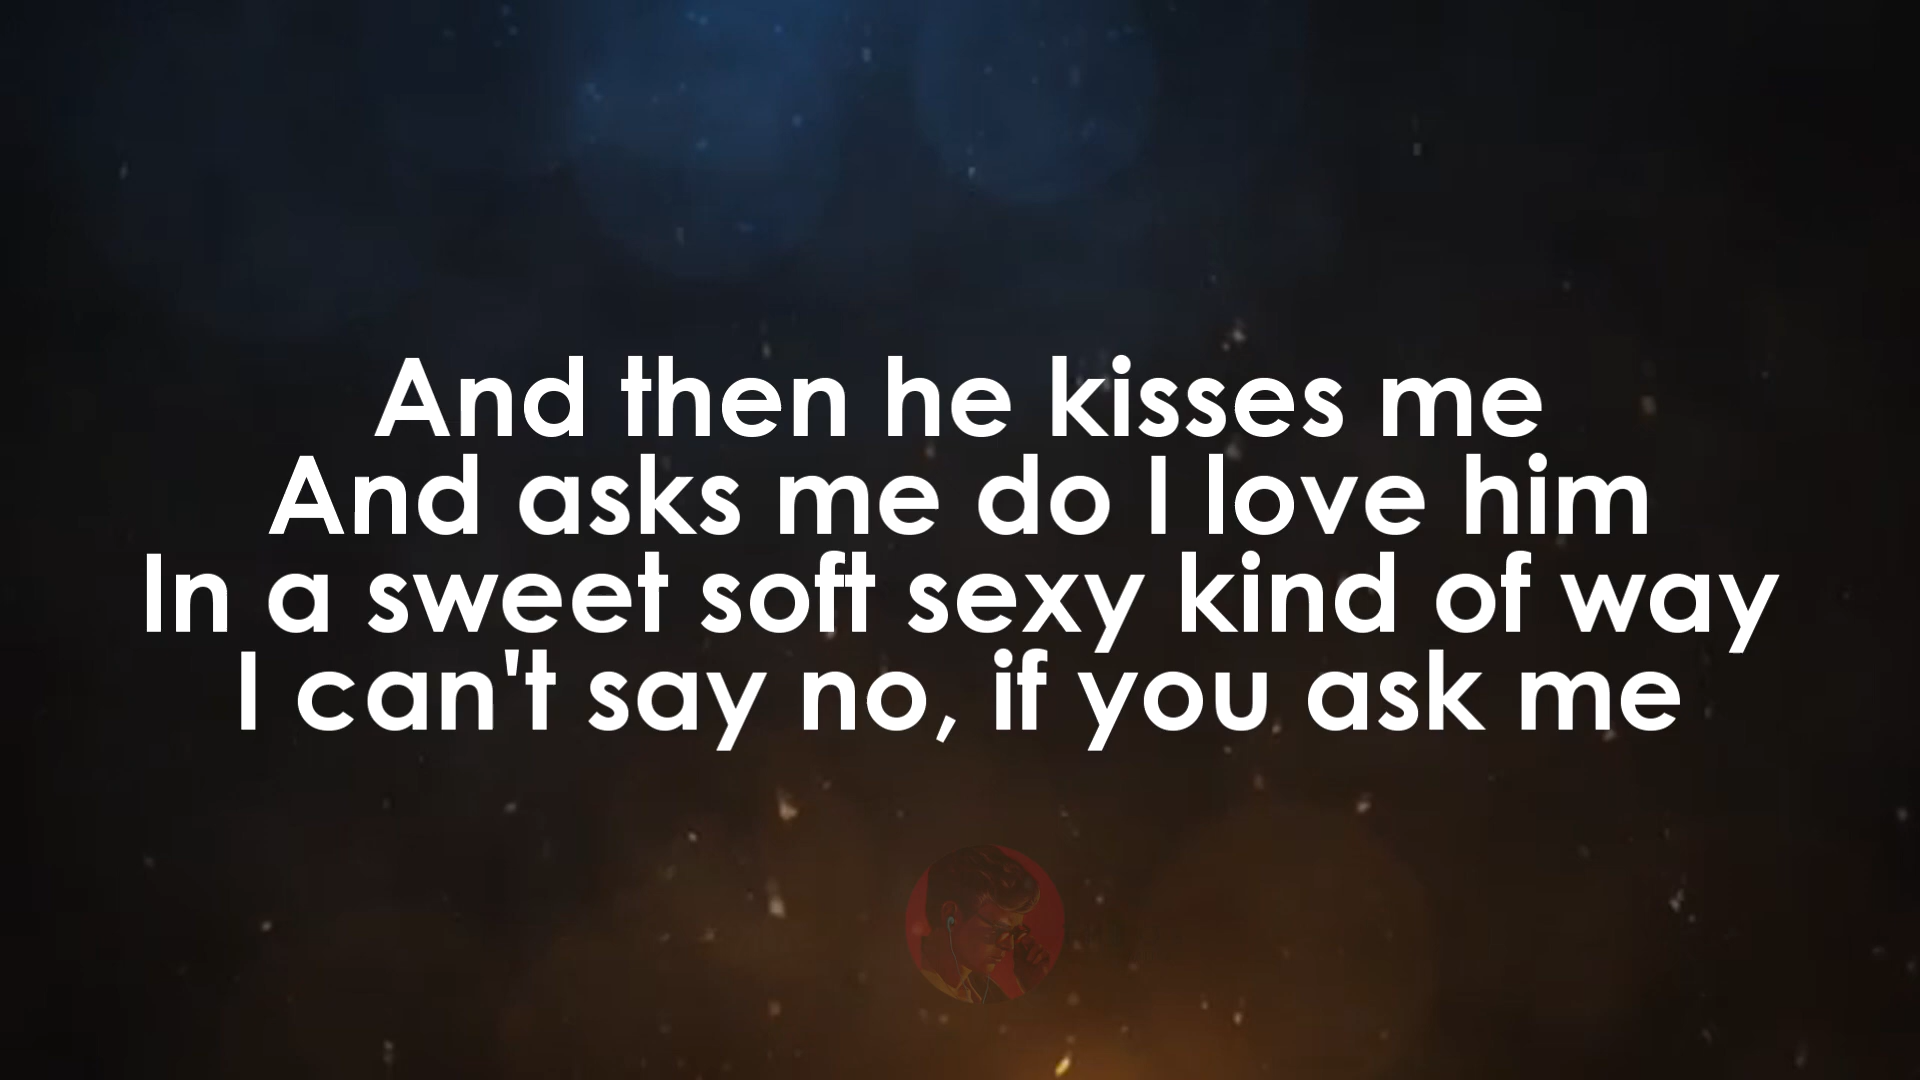 And then he kisses me
And asks me do I love him
In a sweet soft sexy kind of way
I can't say no, if you ask me